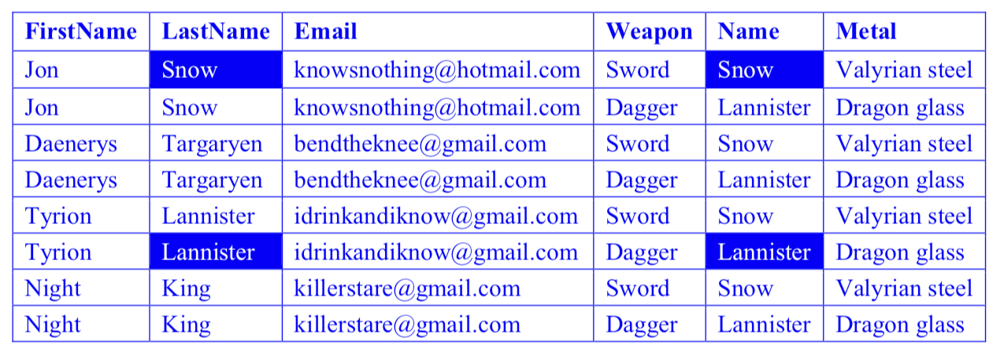 FirstName LastName Email Weapon Name Metal
Jon Snow knowsnothing@hotmail.com Sword Snow Valyrian steel
Jon Snow knowsnothing@hotmail.com Dagger Lannister Dragon glass
Daenerys Targaryen bendtheknee@gmail.com Sword Snow Valyrian steel
Daenerys Targaryen bendtheknee@gmail.com Dagger Lannister Dragon glass
Tyrion Lannister idrinkandiknow@gmail.com Sword Snow Valyrian steel
Tyrion Lannister idrinkandiknow@gmail.com Dagger Lannister Dragon glass
Night King killerstare@gmail.com Sword Snow Valyrian steel
Night King killerstare@gmail.com Dagger Lannister Dragon glass